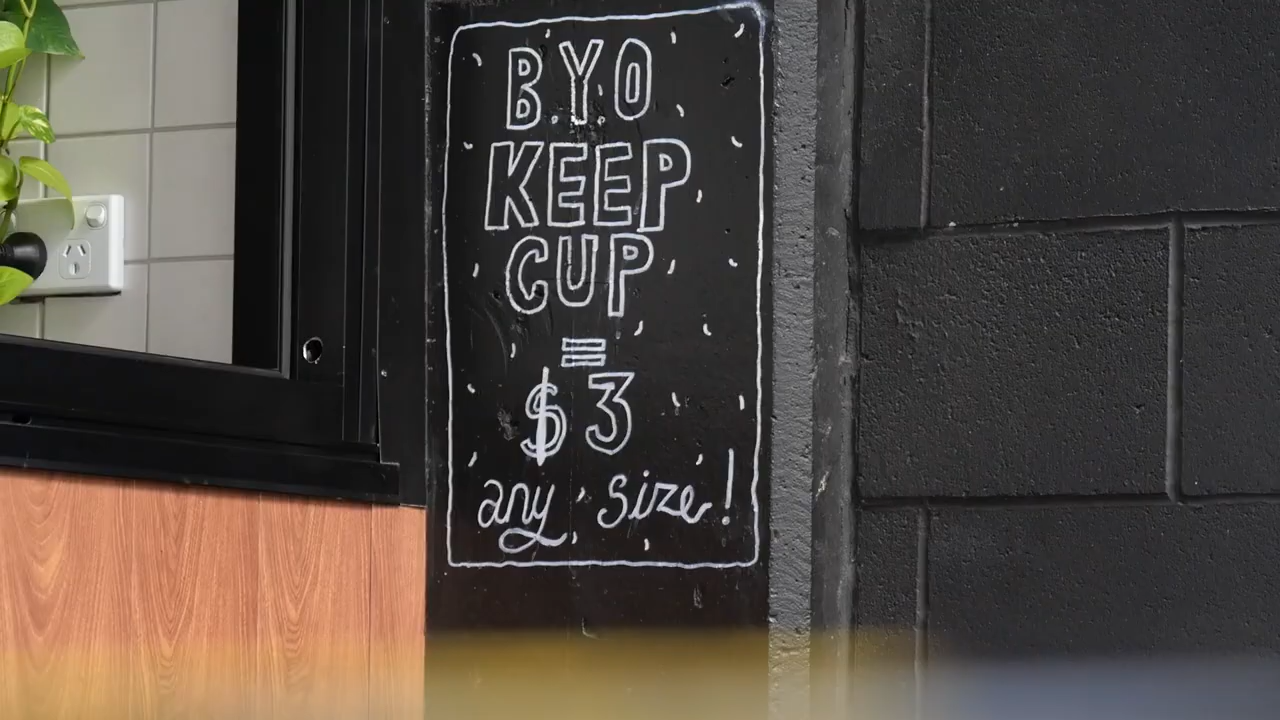 B.Y.O
KEEP
CUP
=
$3
any size!